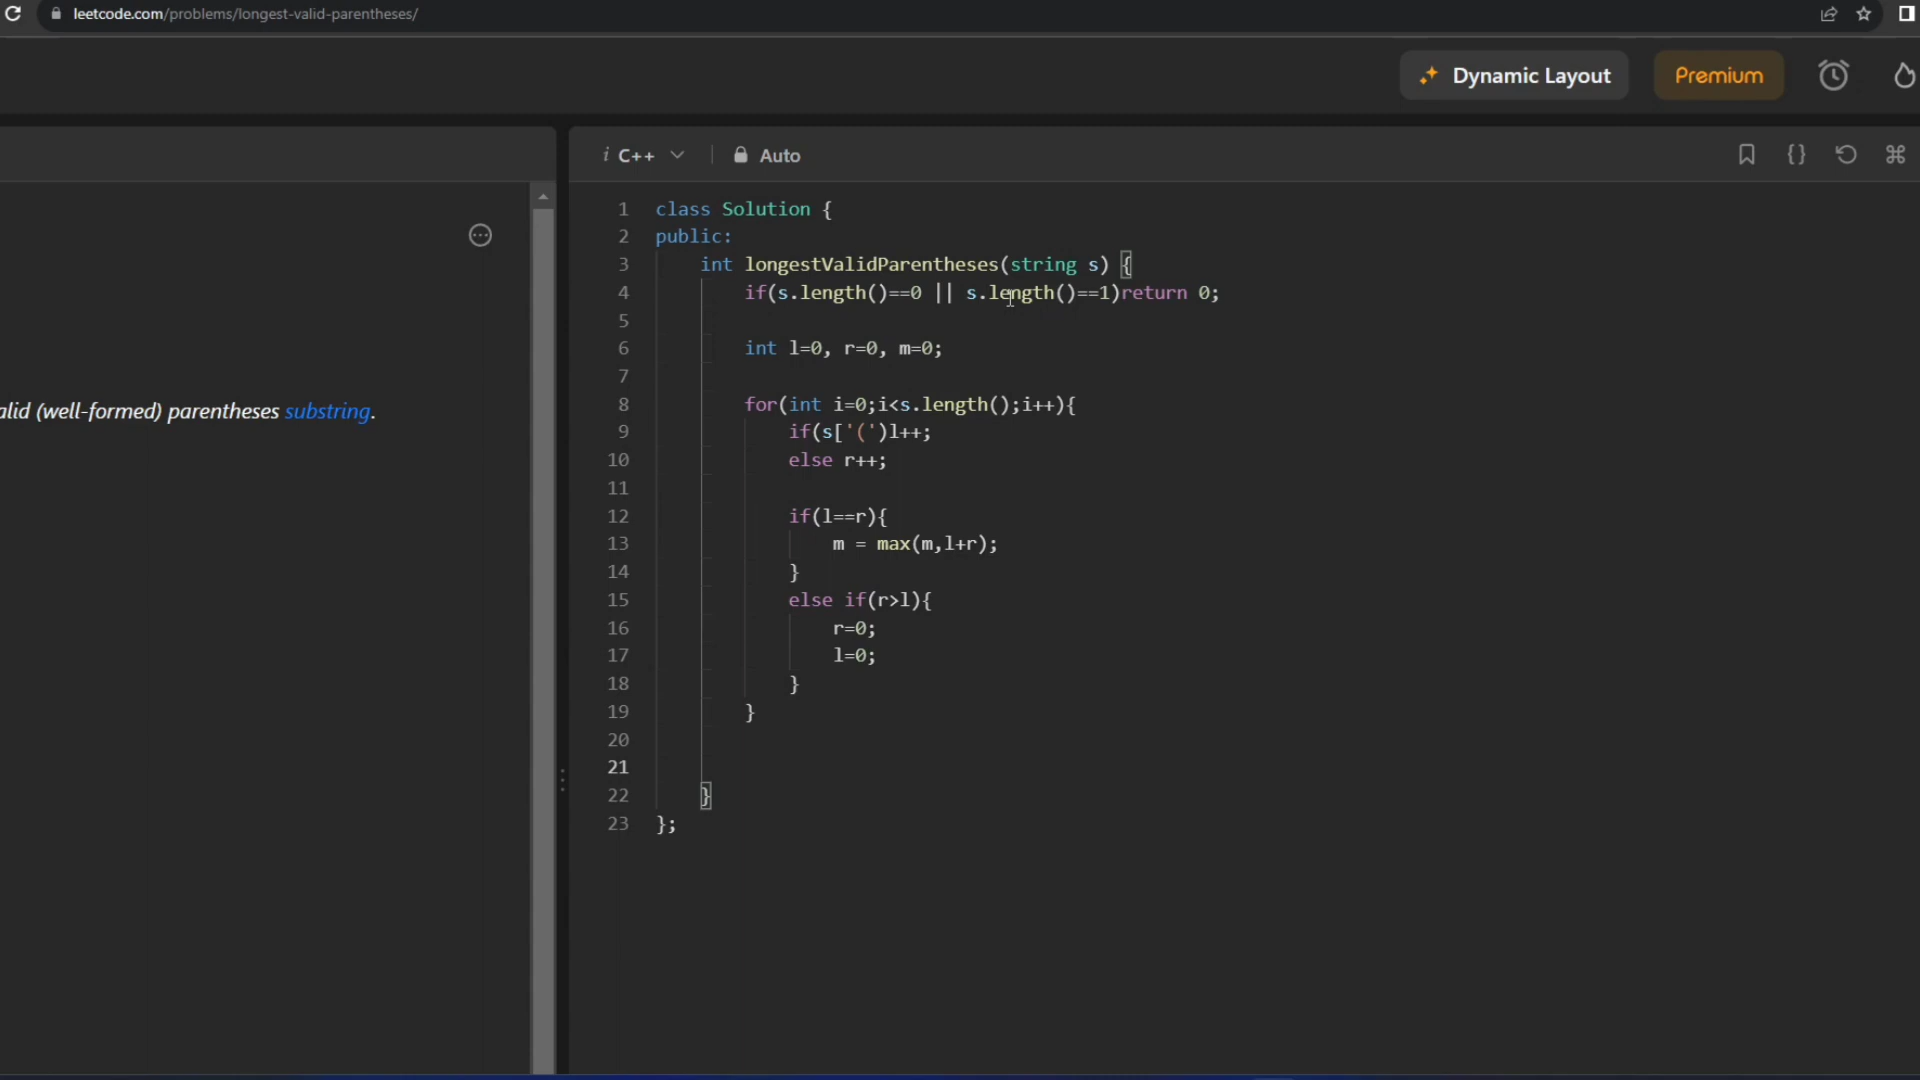 leetcode.com/problems/longest-valid-parentheses/
Dynamic Layout Premium
i C++ Auto {}
1 class Solution {
2 public:
3 int longestValidParentheses(string s) {
4 if(s.length()==0 || s.length()==1)return 0;
5
6 int l=0, r=0, m=0;
7
8 for(int i=0;i<s.length();i++){
9 if(s['(')l++;
10 else r++;
11
12 if(l==r){
13 m = max(m,l+r);
14 }
15 else if(r>l){
16 r=0;
17 l=0;
18 }
19 }
20
21
22 }
23 };
alid (well-formed) parentheses substring.